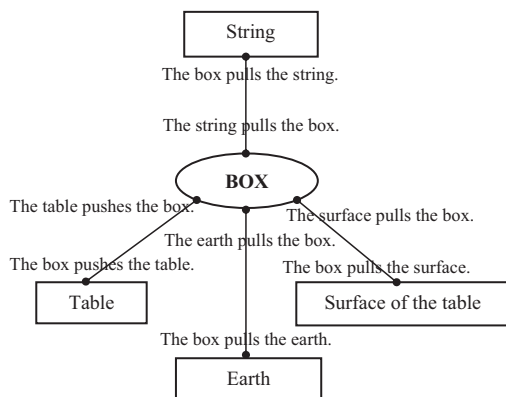 String
The box pulls the string.
The string pulls the box.
BOX
The table pushes the box.
The surface pulls the box.
The earth pulls the box.
The box pushes the table.
The box pulls the surface.
Table
Surface of the table
The box pulls the earth.
Earth